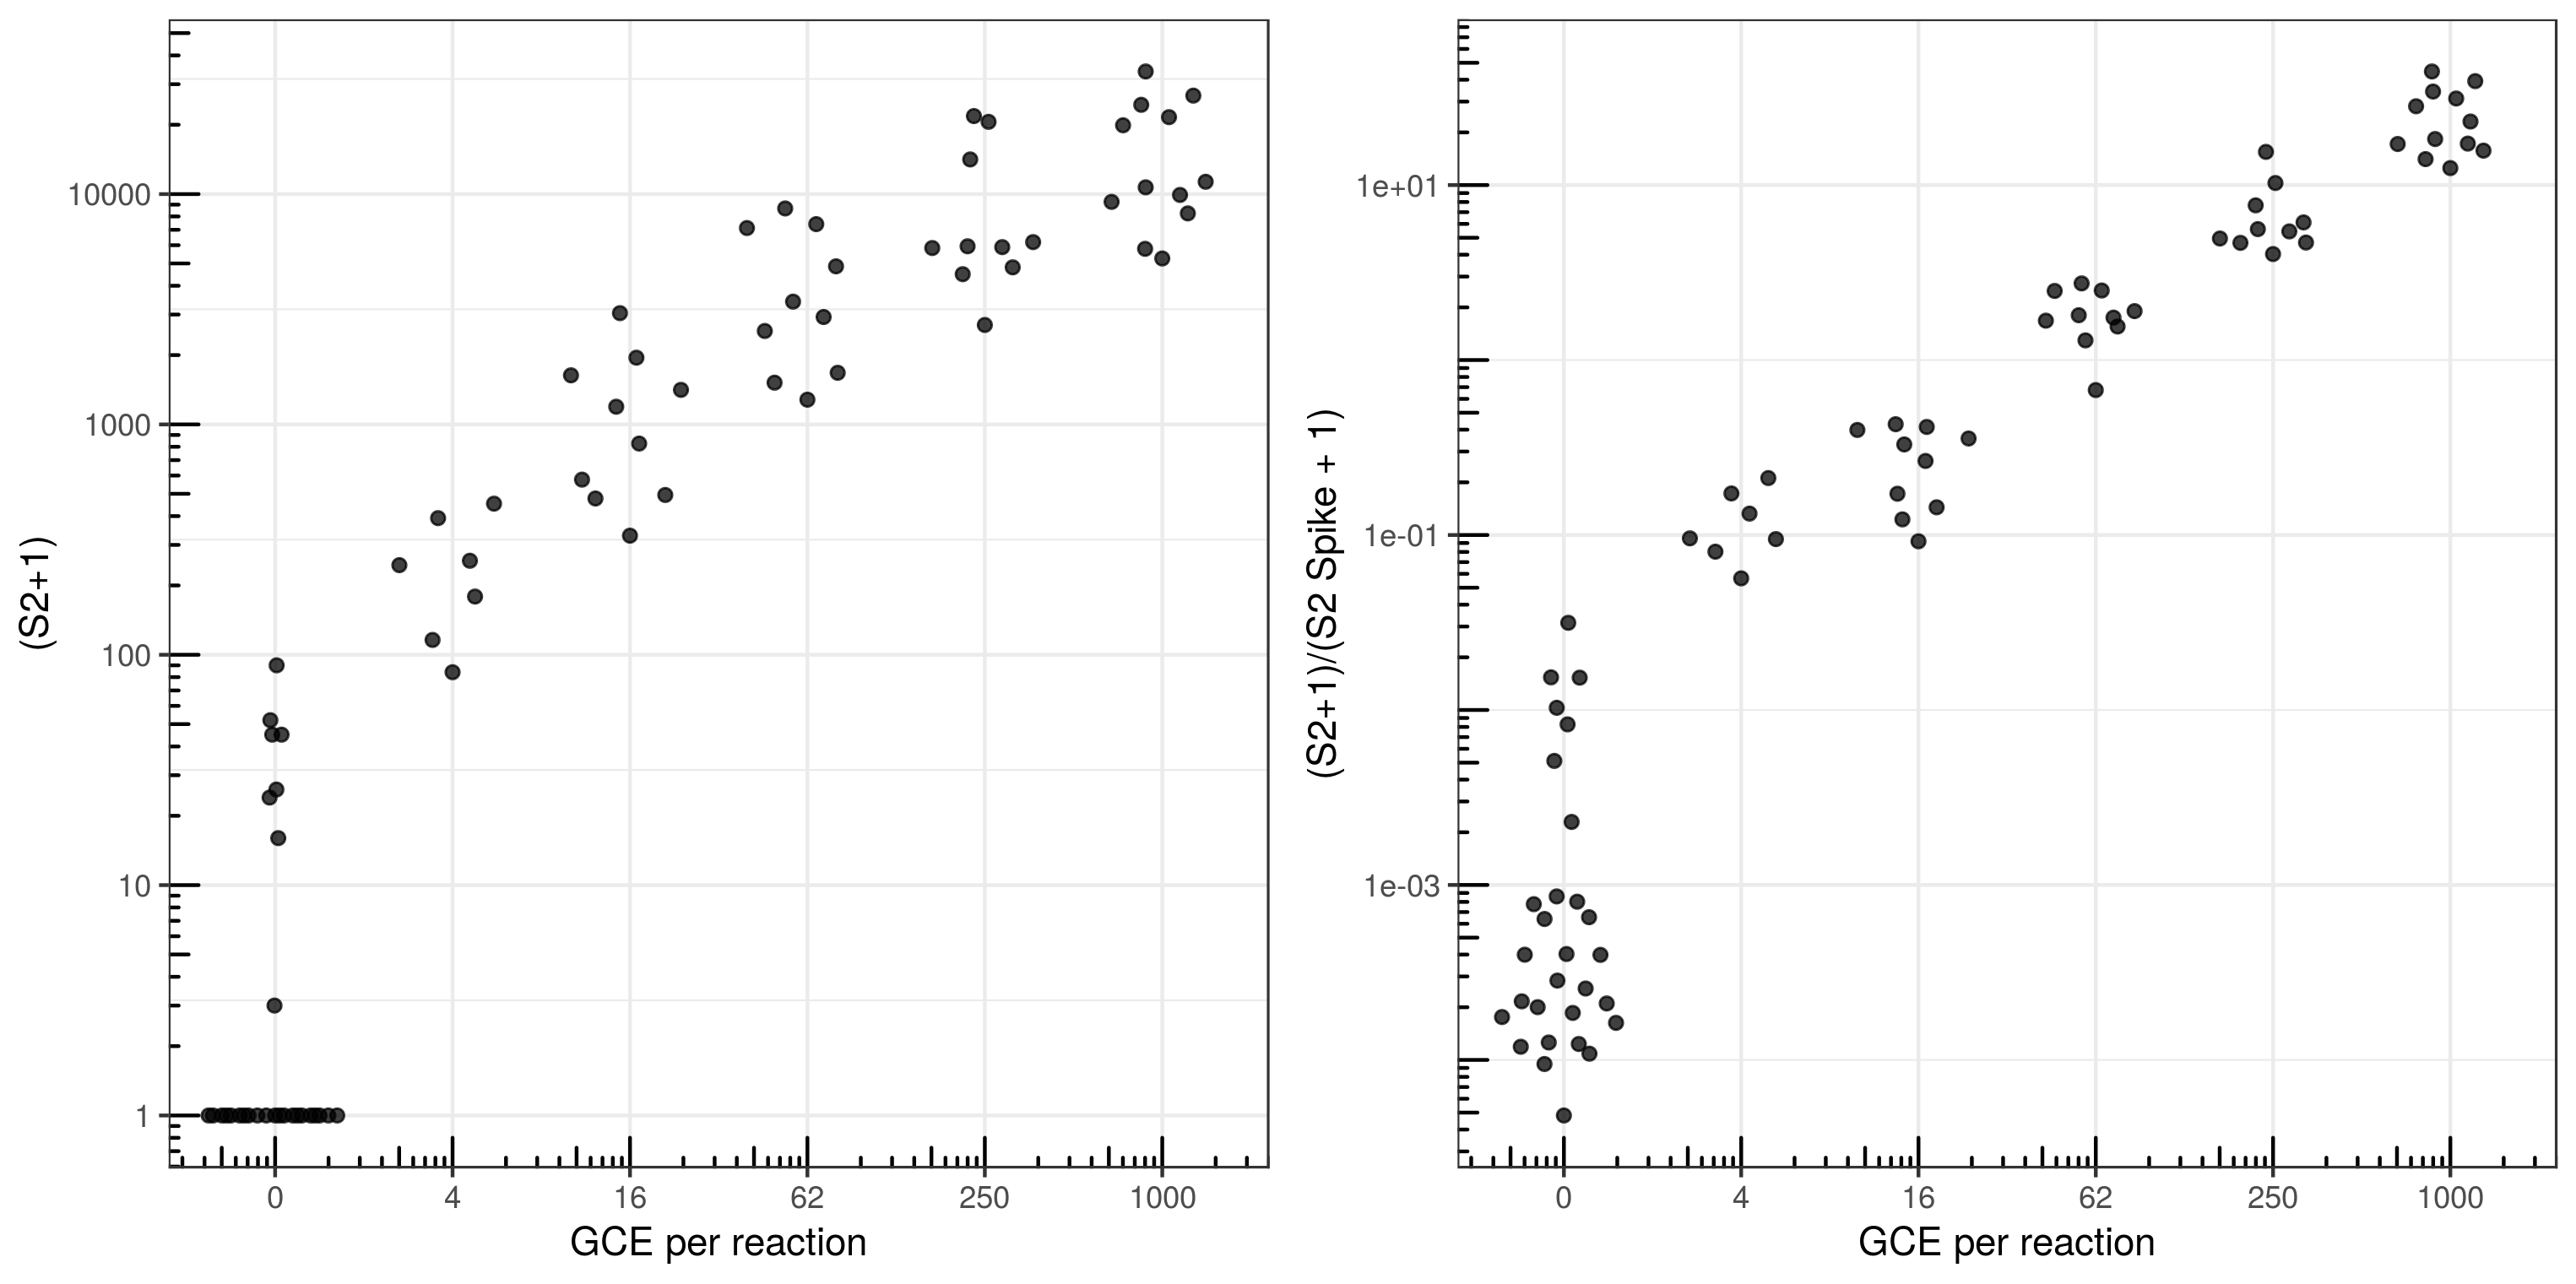 (S2+1)
10000
1000
100
10
1
0 4 16 62 250 1000
GCE per reaction
(S2+1)/(S2 Spike + 1)
1e+01
1e-01
1e-03
0 4 16 62 250 1000
GCE per reaction